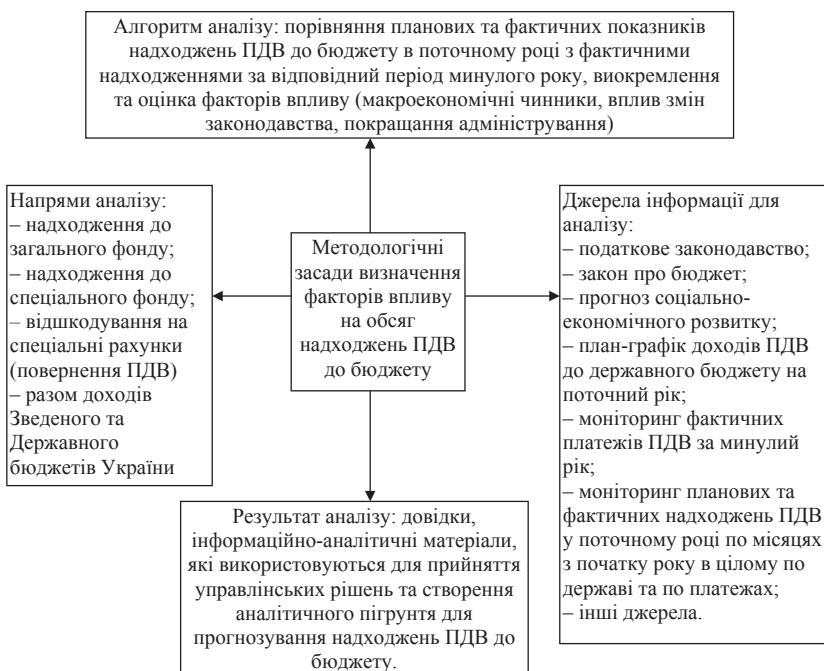 Алгоритм аналізу: порівняння планових та фактичних показників
надходжень ПДВ до бюджету в поточному році з фактичними
надходженнями за відповідний період минулого року, виокремлення
та оцінка факторів впливу (макроекономічні чинники, вплив змін
законодавства, покращання адміністрування)
Напрями аналізу:
– надходження до
загального фонду;
– надходження до
спеціального фонду;
– відшкодування на
спеціальні рахунки
(повернення ПДВ)
– разом доходів
Зведеного та
Державного
бюджетів України
Методологічні
засади визначення
факторів впливу
на обсяг
надходжень ПДВ
до бюджету
Джерела інформації для
аналізу:
– податкове законодавство;
– закон про бюджет;
– прогноз соціально-
економічного розвитку;
– план-графік доходів ПДВ
до державного бюджету на
поточний рік;
– моніторинг фактичних
платежів ПДВ за минулий
рік;
– моніторинг планових та
фактичних надходжень ПДВ
у поточному році по місяцях
з початку року в цілому по
державі та по платежах;
– інші джерела.
Результат аналізу: довідки,
інформаційно-аналітичні матеріали,
які використовуються для прийняття
управлінських рішень та створення
аналітичного пігрунтя для
прогнозування надходжень ПДВ до
бюджету.